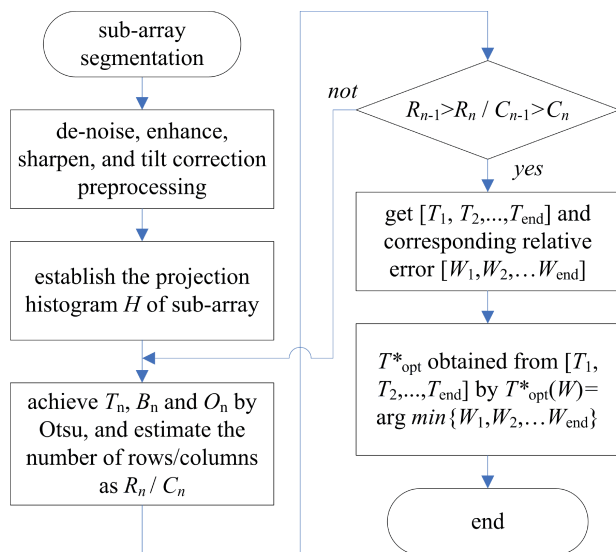 sub-array
segmentation
de-noise, enhance,
sharpen, and tilt correction
preprocessing
establish the projection
histogram H of sub-array
achieve Tn, Bn and On by
Otsu, and estimate the
number of rows/columns
as Rn / Cn
not
Rn-1>Rn / Cn-1>Cn
yes
get [T1, T2,...,Tend] and
corresponding relative
error [W1,W2,…Wend]
T*opt obtained from [T1,
T2,...,Tend] by T*opt(W)=
arg min{W1,W2,…Wend}
end